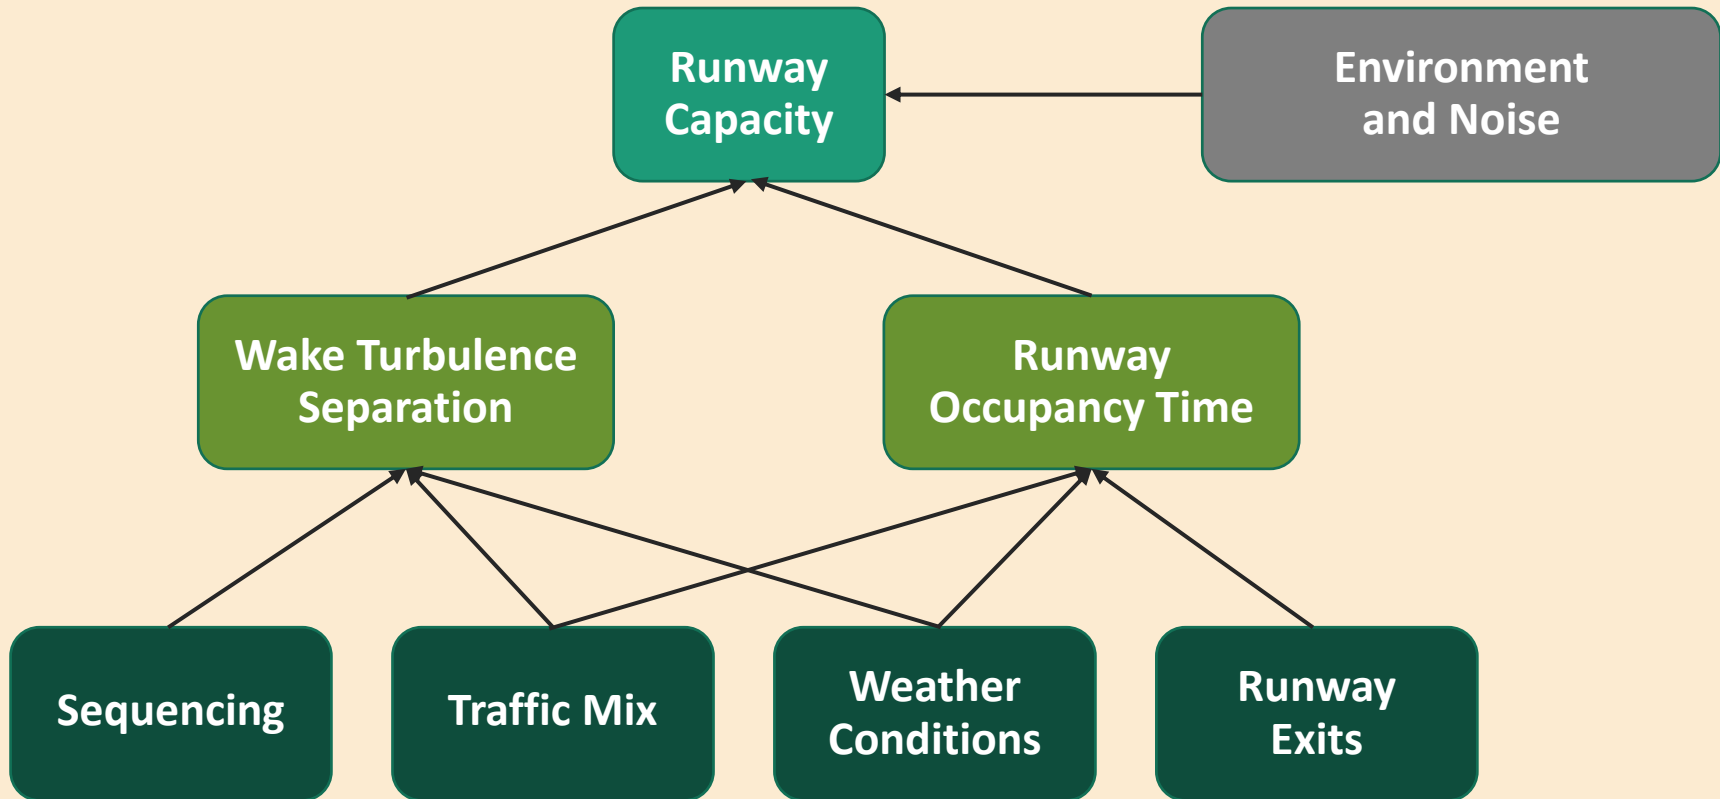 Runway
Capacity
Environment
and Noise
Wake Turbulence
Separation
Runway
Occupancy Time
Sequencing
Traffic Mix
Weather
Conditions
Runway
Exits